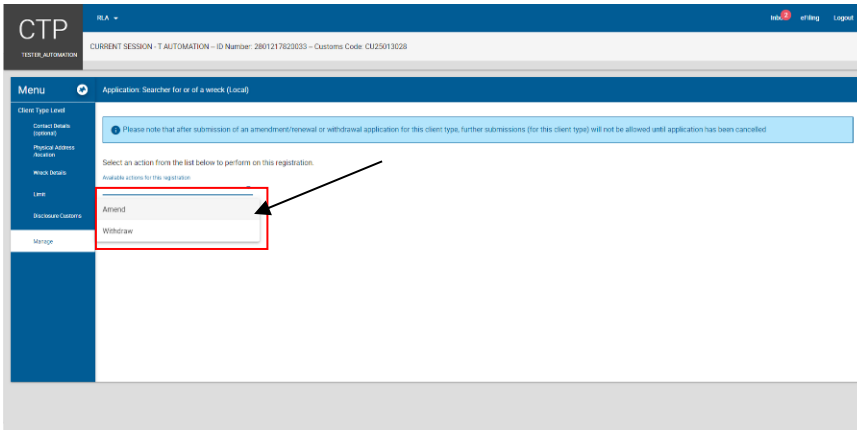 CTP
TESTER_AUTOMATION
RLA
Inbox 2 eFiling Logout
CURRENT SESSION - T AUTOMATION – ID Number: 2801217820033 – Customs Code: CU25013028
Menu
Application: Searcher for or of a wreck (Local)
Client Type Level
Contact Details
(optional)
Physical Address
/location
Wreck Details
Limit
Disclosure Customs
Manage
Please note that after submission of an amendment/renewal or withdrawal application for this client type, further submissions (for this client type) will not be allowed until application has been cancelled
Select an action from the list below to perform on this registration.
Available actions for this registration
Amend
Withdraw